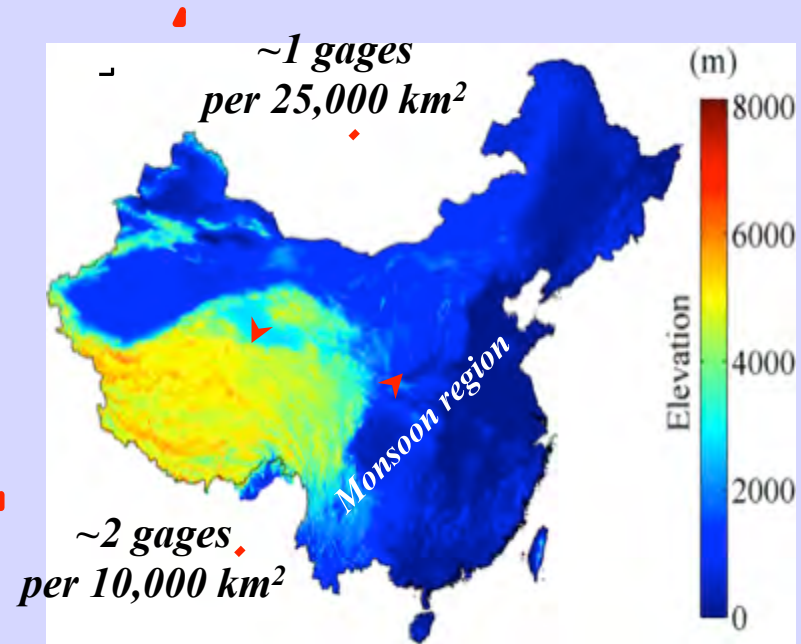 ~1 gages
per 25,000 km²
(m)
8000
6000
4000
2000
0
Elevation
Monsoon region
~2 gages
per 10,000 km²